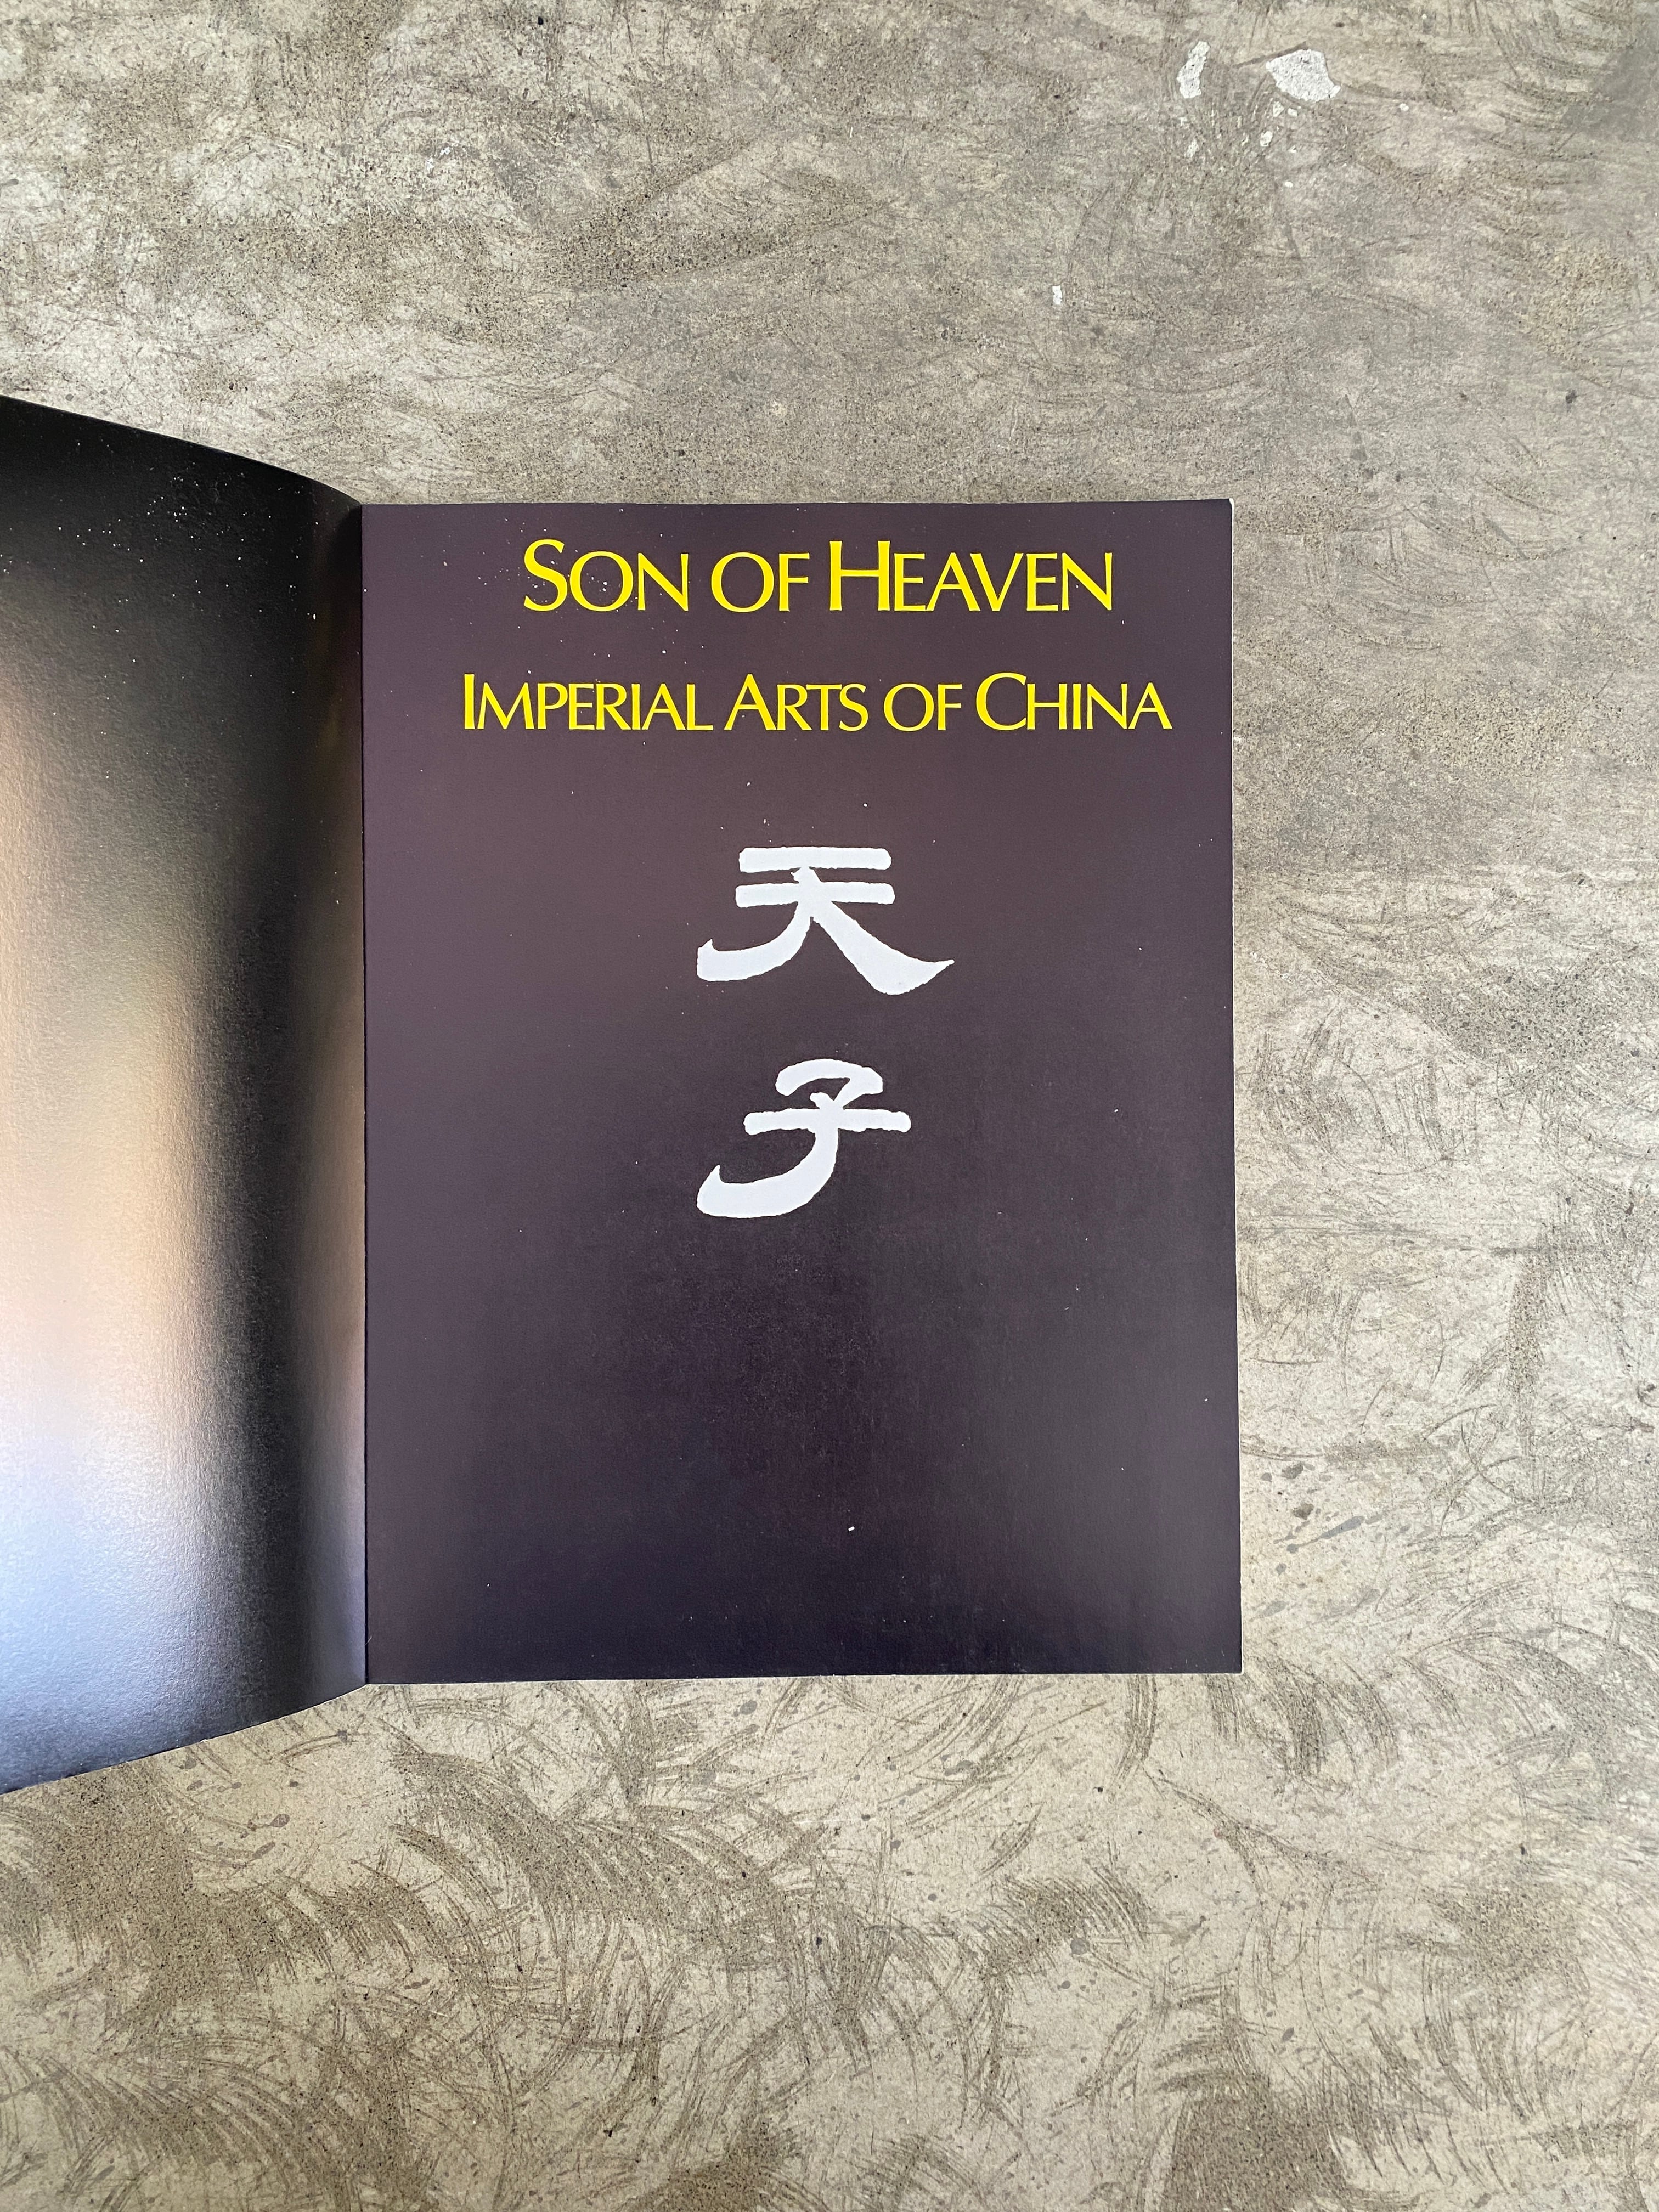 SON OF HEAVEN
IMPERIAL ARTS OF CHINA
天
子